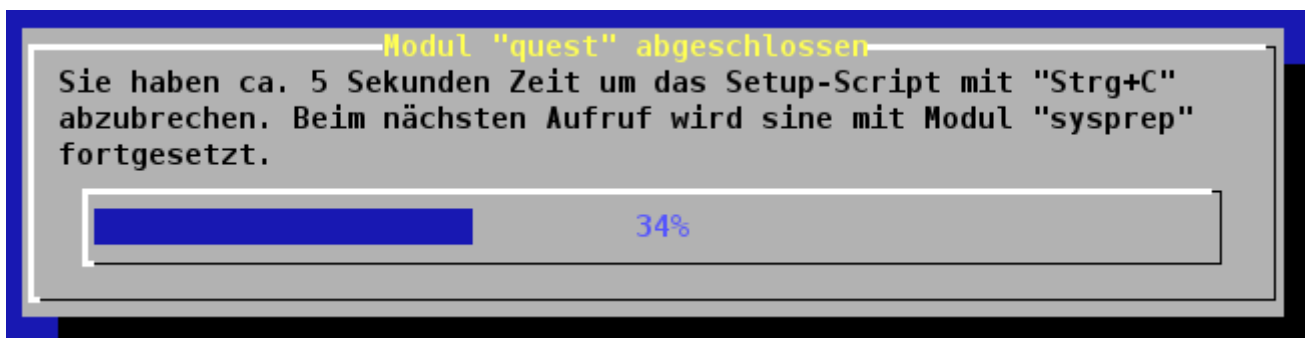 Modul "quest" abgeschlossen
Sie haben ca. 5 Sekunden Zeit um das Setup-Script mit "Strg+C"
abzubrechen. Beim nächsten Aufruf wird sine mit Modul "sysprep"
fortgesetzt.
34%